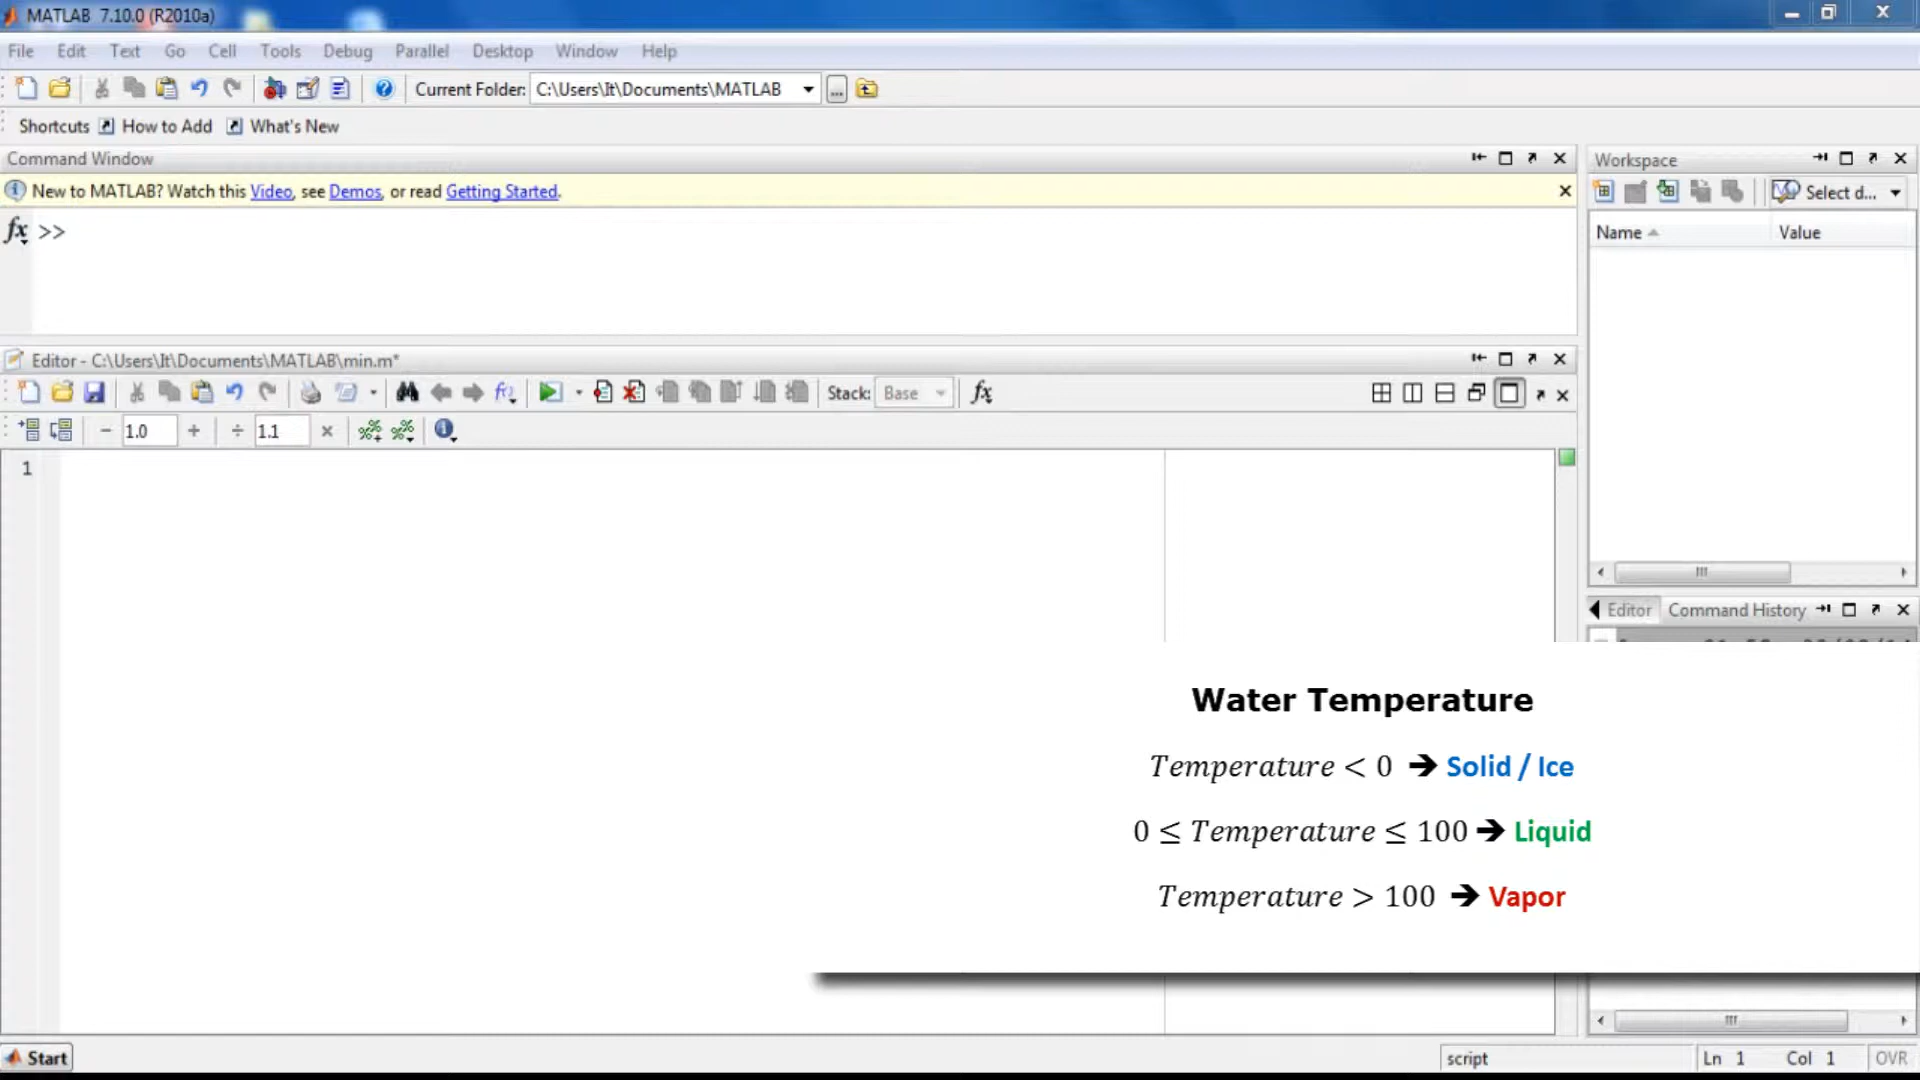 MATLAB 7.10.0 (R2010a)
File Edit Text Go Cell Tools Debug Parallel Desktop Window Help
Current Folder: C:\Users\It\Documents\MATLAB ...
Shortcuts How to Add What's New
Command Window
New to MATLAB? Watch this Video, see Demos, or read Getting Started.
fx >>
Editor - C:\Users\It\Documents\MATLAB\min.m*
Stack: Base fx
− 1.0 + ÷ 1.1 ×
1
Workspace
Select d...
Name Value
Editor Command History
Water Temperature
Temperature < 0 ➔ Solid / Ice
0 ≤ Temperature ≤ 100 ➔ Liquid
Temperature > 100 ➔ Vapor
Start
script Ln 1 Col 1 OVR